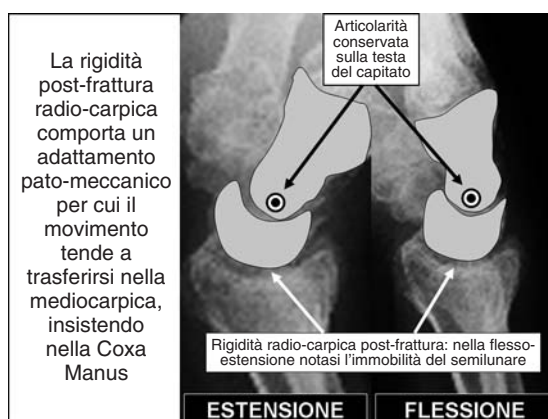 La rigidità
post-frattura
radio-carpica
comporta un
adattamento
pato-meccanico
per cui il
movimento
tende a
trasferirsi nella
mediocarpica,
insistendo
nella Coxa
Manus
Articolarità
conservata
sulla testa
del capitato
Rigidità radio-carpica post-frattura: nella flesso-
estensione notasi l'immobilità del semilunare
ESTENSIONE
FLESSIONE